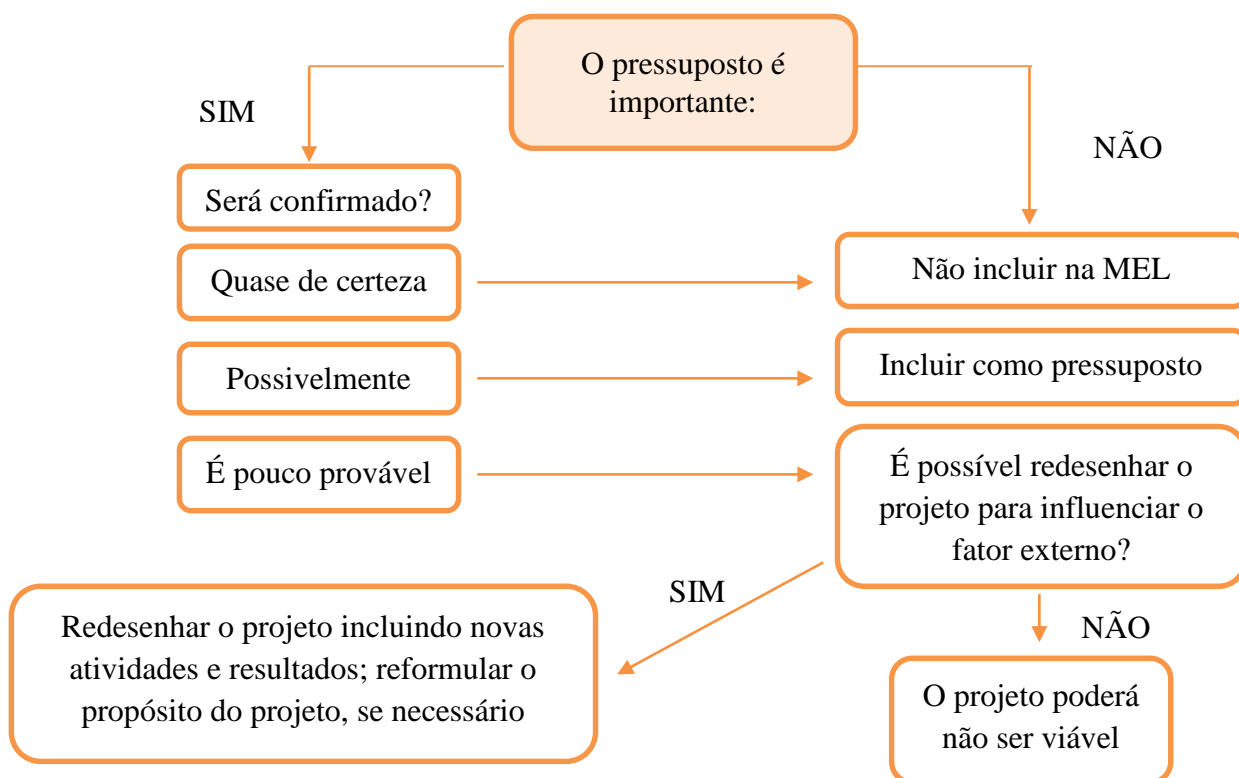 O pressuposto é
importante:
SIM
NÃO
Será confirmado?
Quase de certeza
Não incluir na MEL
Possivelmente
Incluir como pressuposto
É pouco provável
É possível redesenhar o
projeto para influenciar o
fator externo?
SIM
NÃO
Redesenhar o projeto incluindo novas
atividades e resultados; reformular o
propósito do projeto, se necessário
O projeto poderá
não ser viável